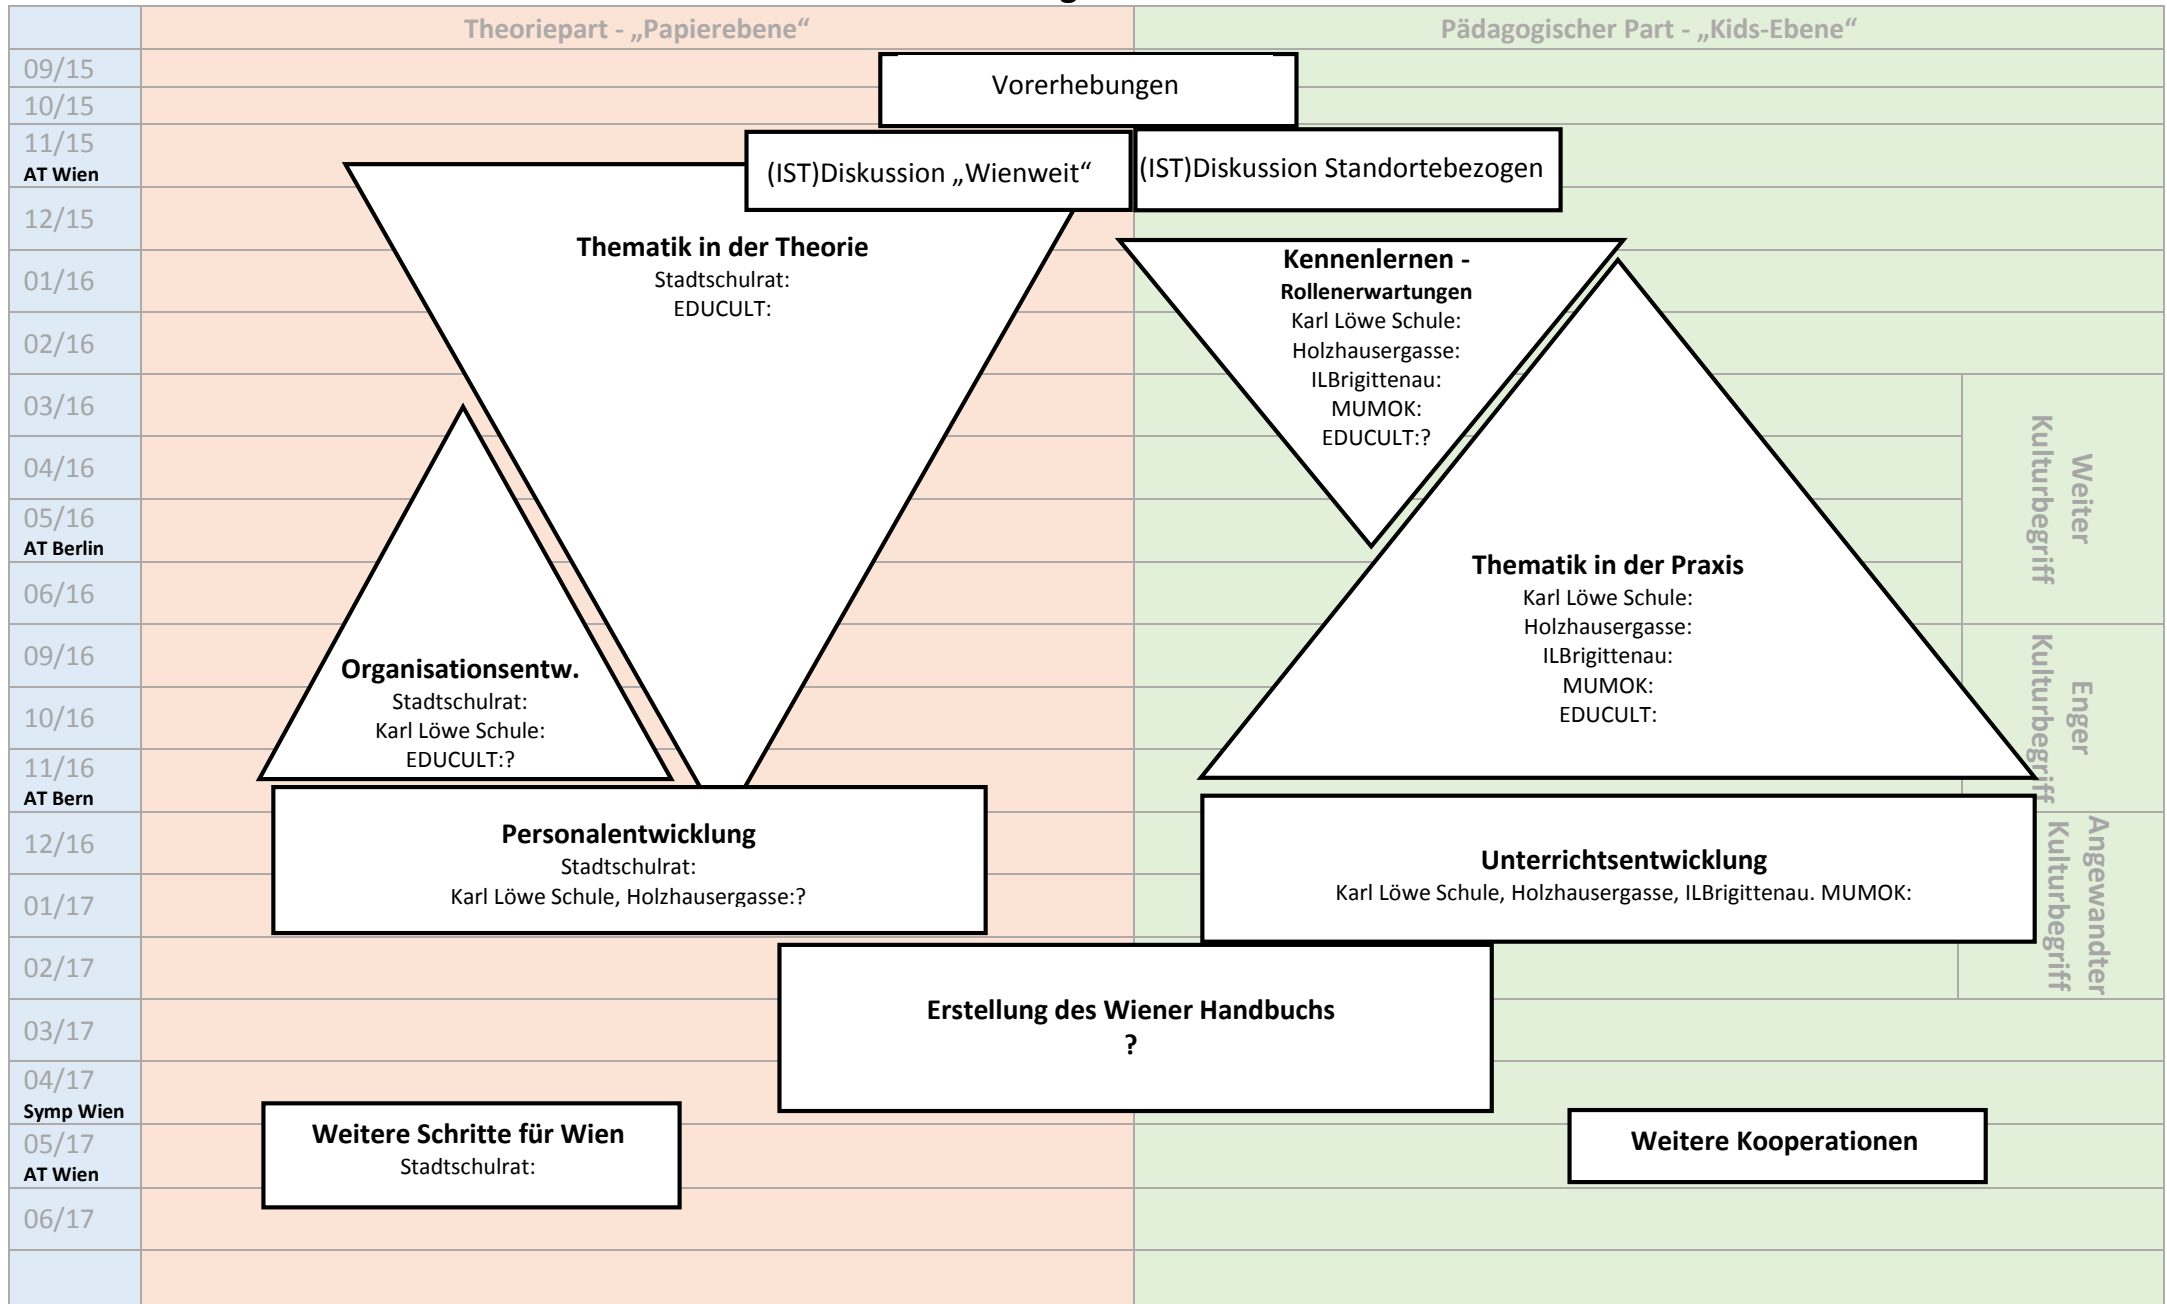 Theoriepart - „Papierebene“
Pädagogischer Part - „Kids-Ebene“
09/15
10/15
11/15
AT Wien
12/15
01/16
02/16
03/16
04/16
05/16
AT Berlin
06/16
09/16
10/16
11/16
AT Bern
12/16
01/17
02/17
03/17
04/17
Symp Wien
05/17
AT Wien
06/17
Vorerhebungen
(IST)Diskussion „Wienweit“
(IST)Diskussion Standortebezogen
Thematik in der Theorie
Stadtschulrat:
EDUCULT:
Kennenlernen -
Rollenerwartungen
Karl Löwe Schule:
Holzhausergasse:
ILBrigittenau:
MUMOK:
EDUCULT:?
Organisationsentw.
Stadtschulrat:
Karl Löwe Schule:
EDUCULT:?
Thematik in der Praxis
Karl Löwe Schule:
Holzhausergasse:
ILBrigittenau:
MUMOK:
EDUCULT:
Weiter
Kulturbegriff
Enger
Kulturbegriff
Angewandter
Kulturbegriff
Personalentwicklung
Stadtschulrat:
Karl Löwe Schule, Holzhausergasse:?
Unterrichtsentwicklung
Karl Löwe Schule, Holzhausergasse, ILBrigittenau. MUMOK:
Erstellung des Wiener Handbuchs
?
Weitere Schritte für Wien
Stadtschulrat:
Weitere Kooperationen